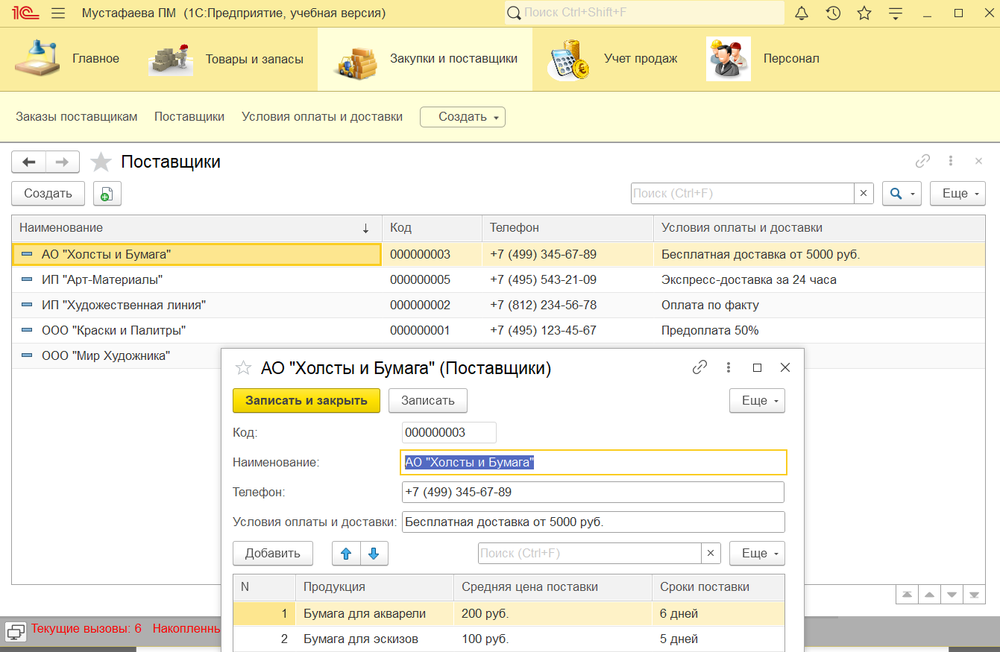 1С Мустафаева ПМ (1С:Предприятие, учебная версия) Поиск Ctrl+Shift+F
Главное Товары и запасы Закупки и поставщики Учет продаж Персонал
Заказы поставщикам Поставщики Условия оплаты и доставки Создать
Поставщики
Создать Поиск (Ctrl+F) × Еще
Наименование ↓ Код Телефон Условия оплаты и доставки
АО "Холсты и Бумага" 000000003 +7 (499) 345-67-89 Бесплатная доставка от 5000 руб.
ИП "Арт-Материалы" 000000005 +7 (495) 543-21-09 Экспресс-доставка за 24 часа
ИП "Художественная линия" 000000002 +7 (812) 234-56-78 Оплата по факту
ООО "Краски и Палитры" 000000001 +7 (495) 123-45-67 Предоплата 50%
ООО "Мир Художника"
АО "Холсты и Бумага" (Поставщики)
Записать и закрыть Записать Еще
Код: 000000003
Наименование: АО "Холсты и Бумага"
Телефон: +7 (499) 345-67-89
Условия оплаты и доставки: Бесплатная доставка от 5000 руб.
Добавить Поиск (Ctrl+F) × Еще
N Продукция Средняя цена поставки Сроки поставки
1 Бумага для акварели 200 руб. 6 дней
2 Бумага для эскизов 100 руб. 5 дней
Текущие вызовы: 6 Накопленны